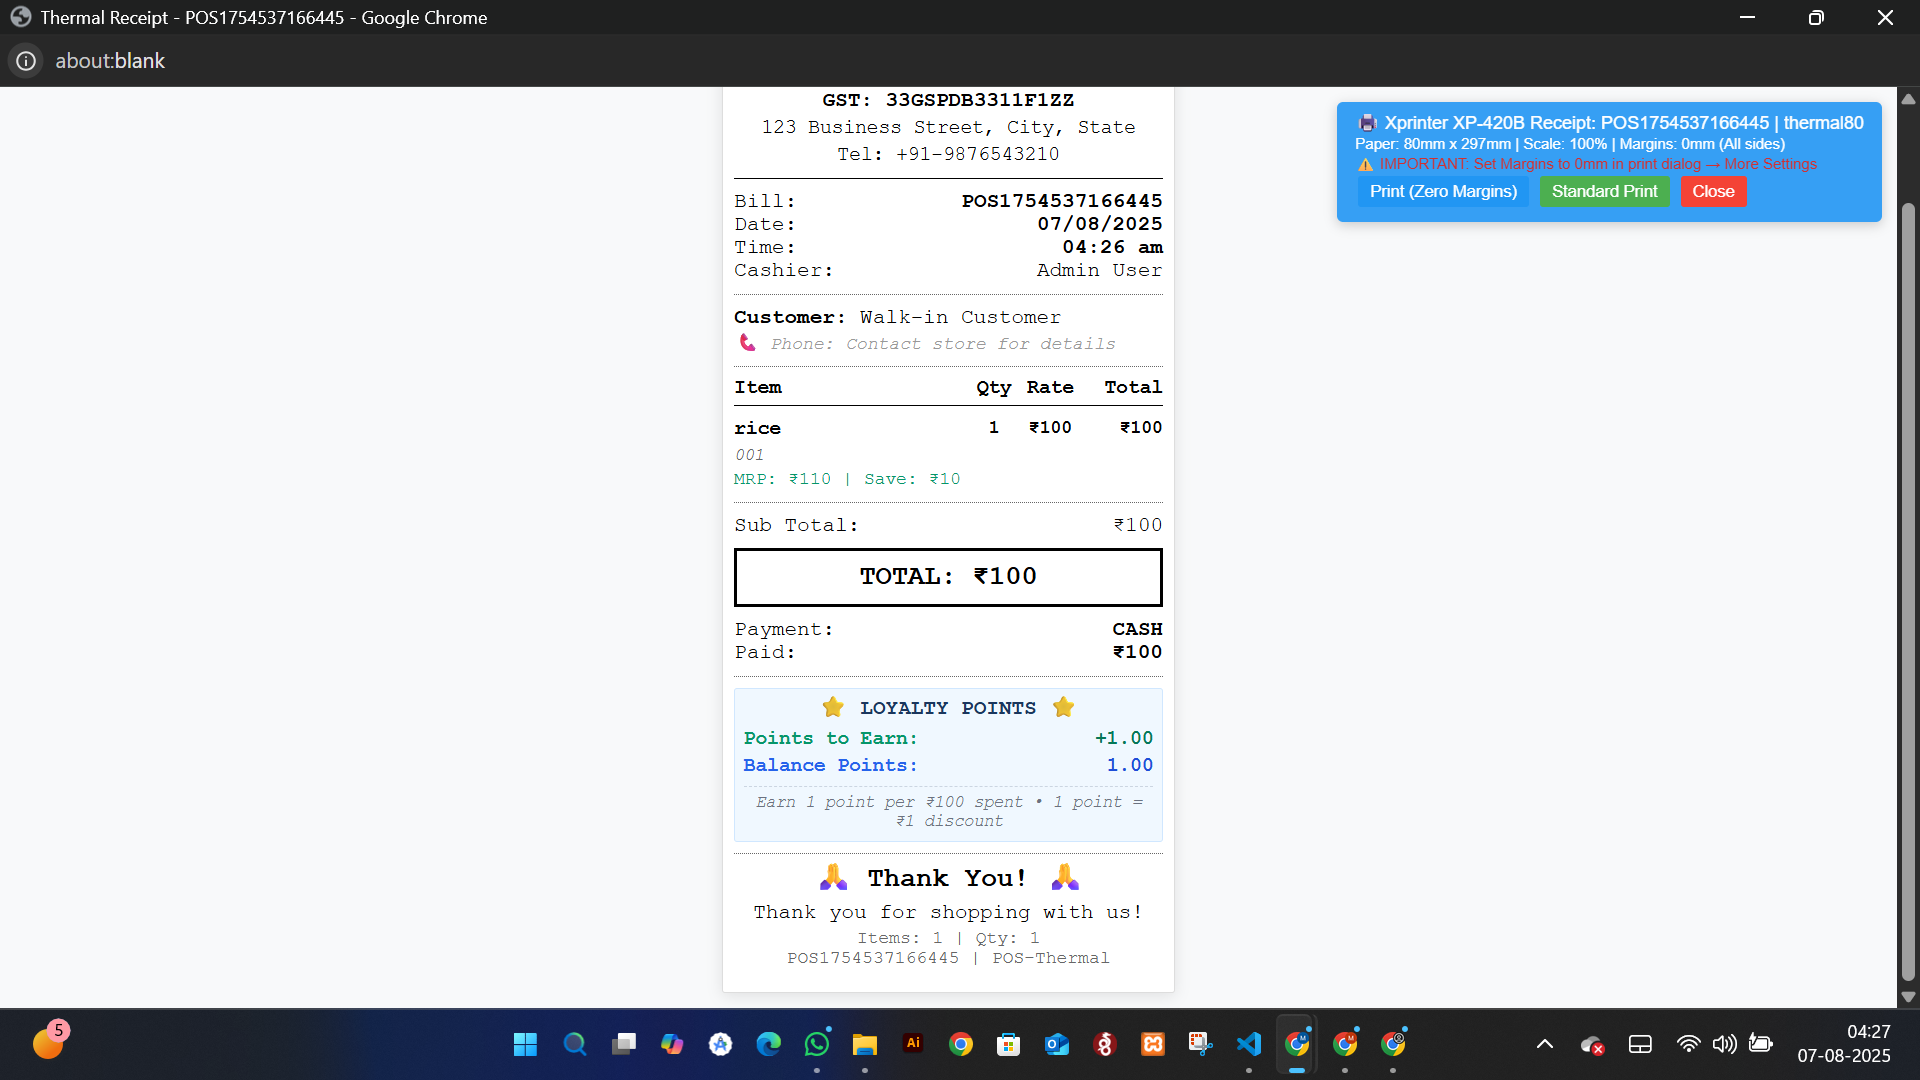 Thermal Receipt - POS1754537166445 - Google Chrome
about:blank
GST: 33GSPDB3311F1ZZ
123 Business Street, City, State
Tel: +91-9876543210
Bill: POS1754537166445
Date: 07/08/2025
Time: 04:26 am
Cashier: Admin User
Customer: Walk-in Customer
📞 Phone: Contact store for details
Item Qty Rate Total
rice 1 ₹100 ₹100
001
MRP: ₹110 | Save: ₹10
Sub Total: ₹100
TOTAL: ₹100
Payment: CASH
Paid: ₹100
⭐ LOYALTY POINTS ⭐
Points to Earn: +1.00
Balance Points: 1.00
Earn 1 point per ₹100 spent • 1 point =
₹1 discount
🙏 Thank You! 🙏
Thank you for shopping with us!
Items: 1 | Qty: 1
POS1754537166445 | POS-Thermal
🖨️ Xprinter XP-420B Receipt: POS1754537166445 | thermal80
Paper: 80mm x 297mm | Scale: 100% | Margins: 0mm (All sides)
⚠️ IMPORTANT: Set Margins to 0mm in print dialog → More Settings
Print (Zero Margins) Standard Print Close
5
Ai
04:27
07-08-2025